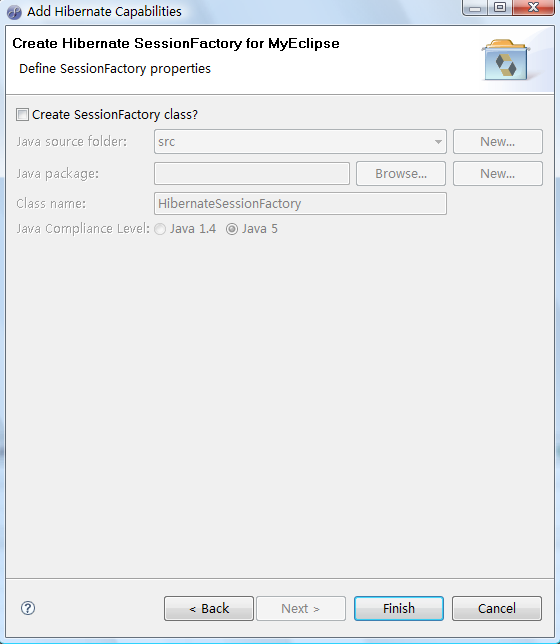 Add Hibernate Capabilities
Create Hibernate SessionFactory for MyEclipse
Define SessionFactory properties
Create SessionFactory class?
Java source folder: src New...
Java package: Browse... New...
Class name: HibernateSessionFactory
Java Compliance Level: Java 1.4 Java 5
? < Back Next > Finish Cancel